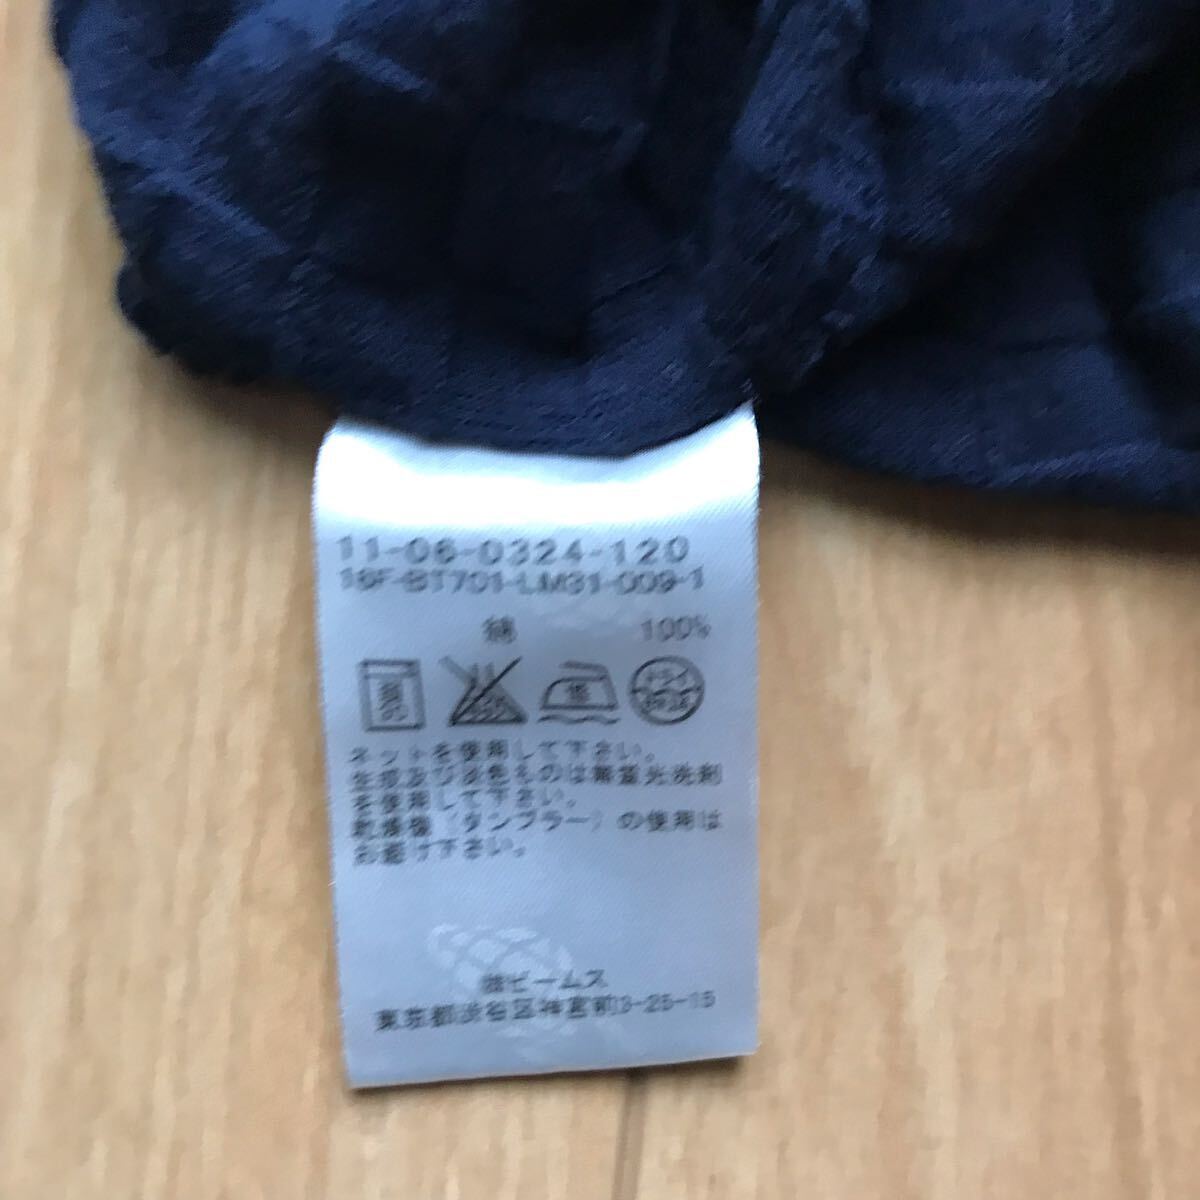 11-06-0324-120
16F-BT701-LM31-009-1
綿 100%
ネットを使用して下さい。
生成及び淡色ものは無蛍光洗剤
を使用して下さい。
乾燥機(タンブラー)の使用は
お避け下さい。
㈱ビームス
東京都渋谷区神宮前3-25-15